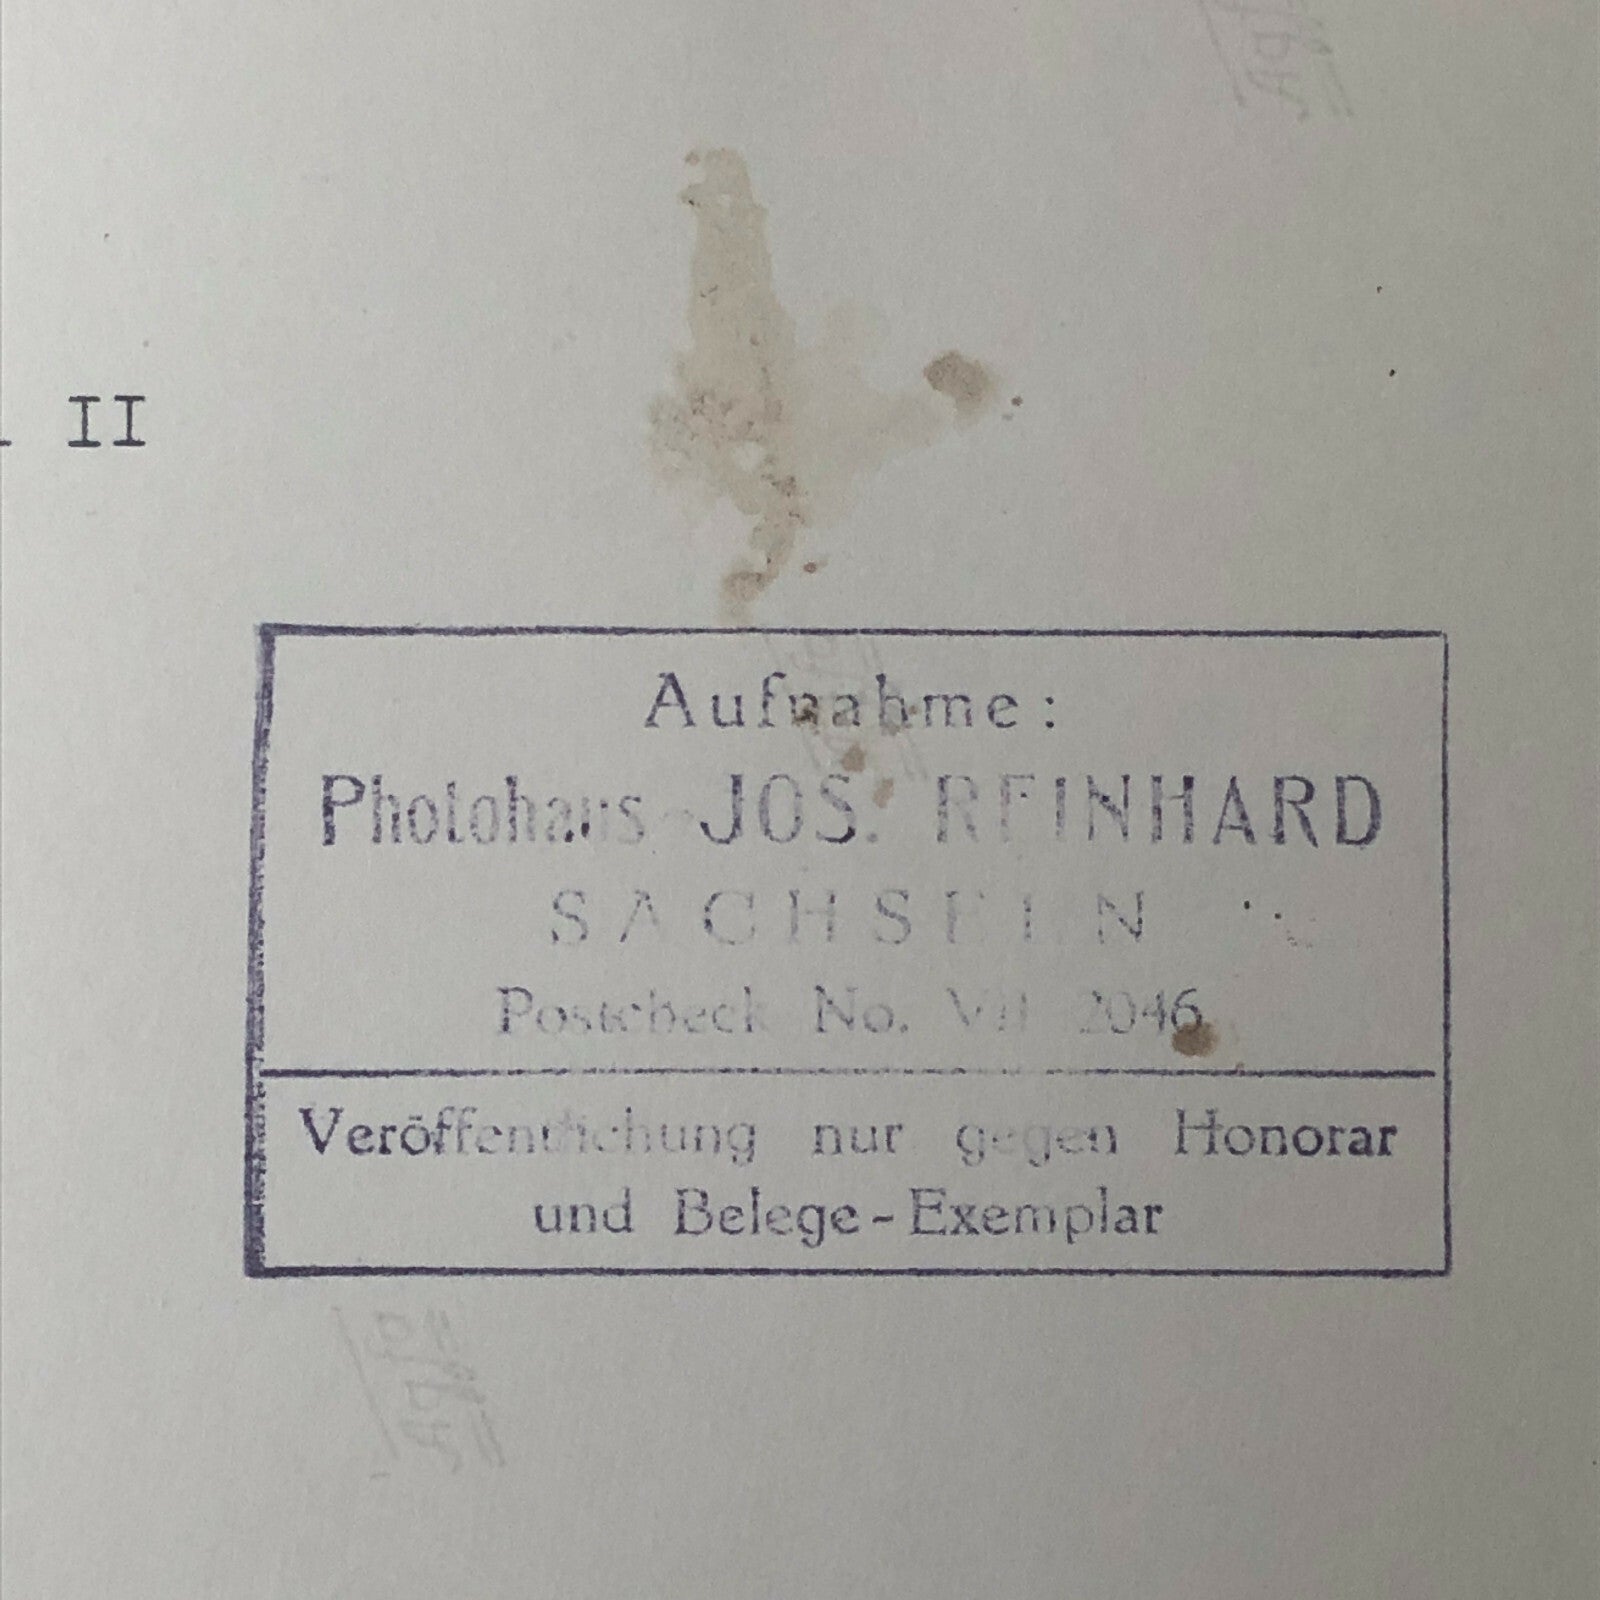 II
Aufnahme:
Photohaus JOS. REINHARD
SACHSELN
Postcheck No. VII 2046
Veröffentlichung nur gegen Honorar
und Belege-Exemplar